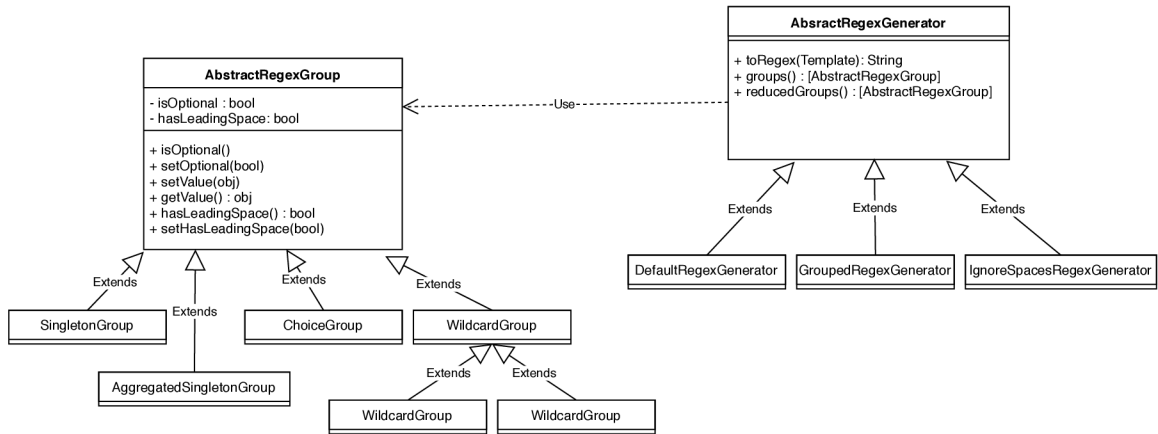 AbsractRegexGenerator
+ toRegex(Template): String
+ groups() : [AbstractRegexGroup]
+ reducedGroups() : [AbstractRegexGroup]
AbstractRegexGroup
- isOptional : bool
- hasLeadingSpace: bool
+ isOptional()
+ setOptional(bool)
+ setValue(obj)
+ getValue() : obj
+ hasLeadingSpace() : bool
+ setHasLeadingSpace(bool)
Use
Extends
Extends
Extends
DefaultRegexGenerator
GroupedRegexGenerator
IgnoreSpacesRegexGenerator
Extends
Extends
Extends
Extends
SingletonGroup
ChoiceGroup
WildcardGroup
AggregatedSingletonGroup
Extends
Extends
WildcardGroup
WildcardGroup